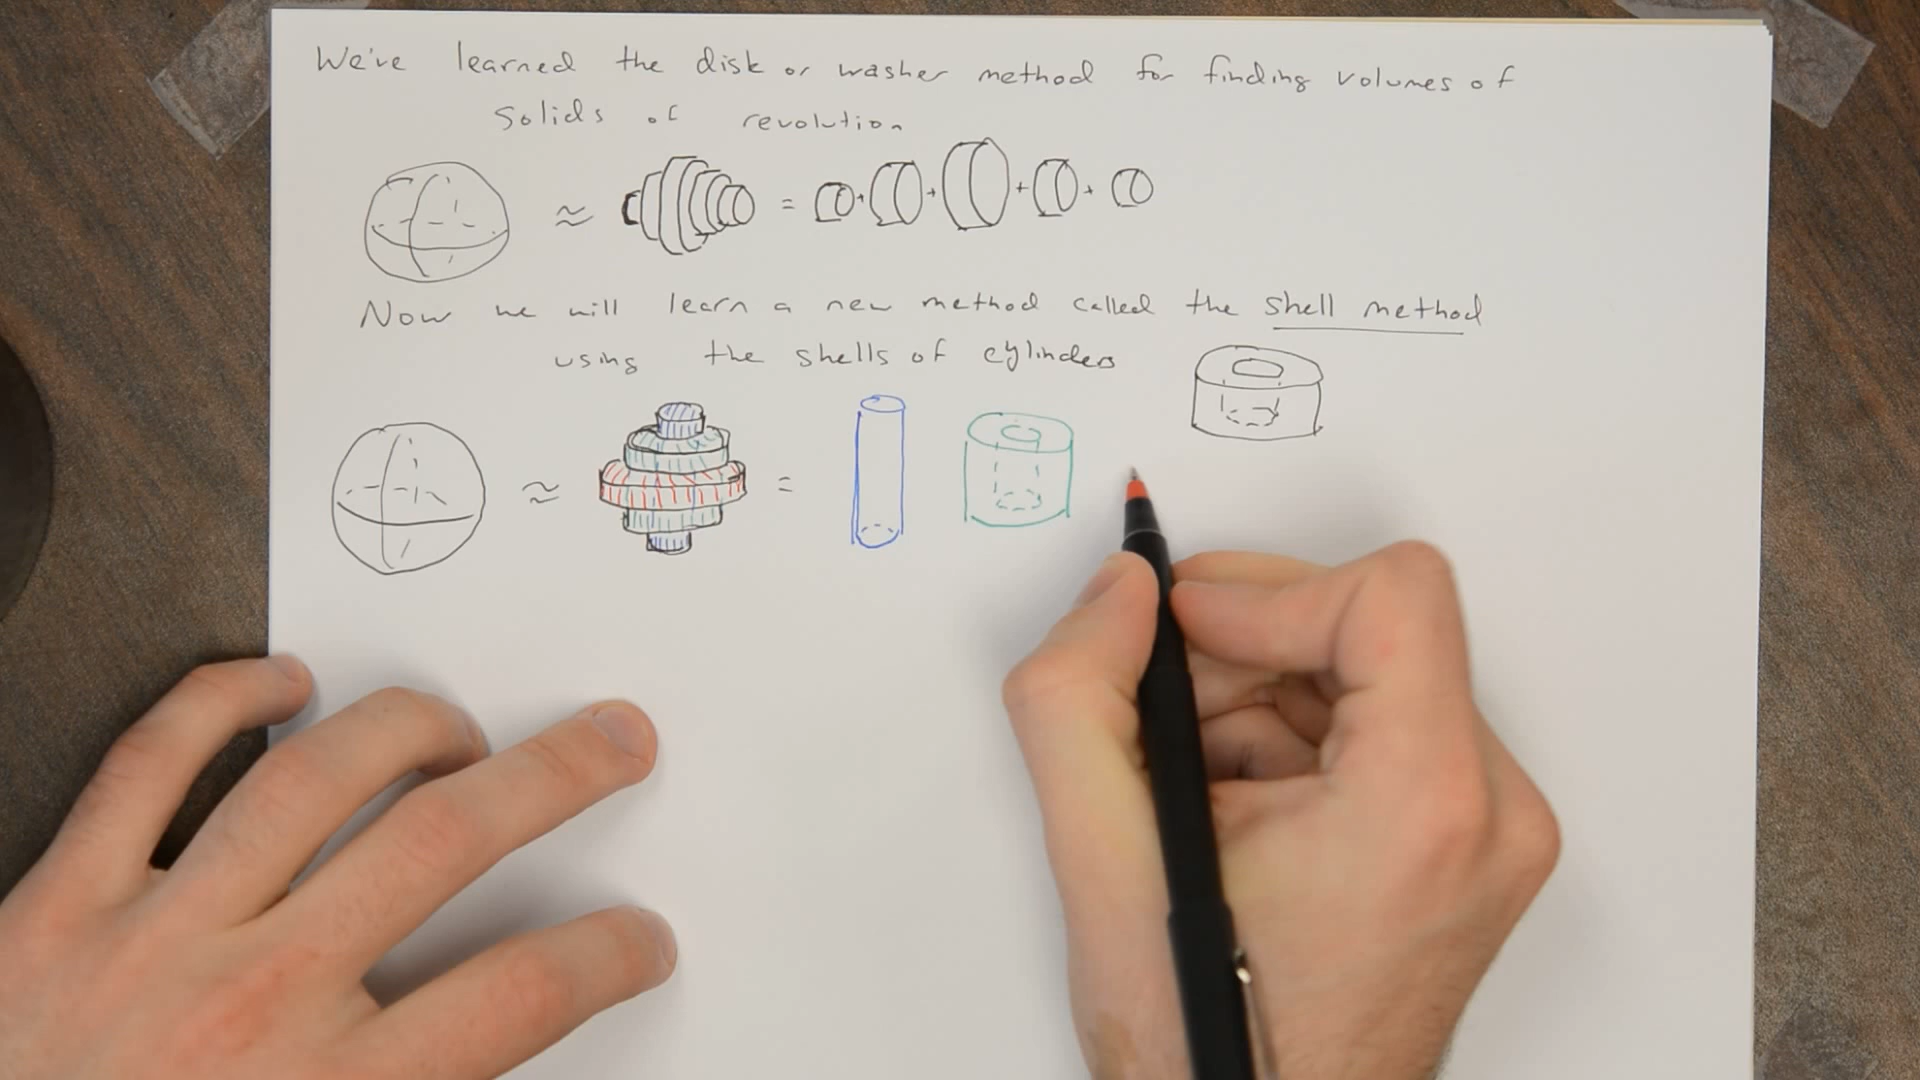 We've learned the disk or washer method for finding volumes of
solids of revolution
≈ = + + + +
Now we will learn a new method called the shell method
using the shells of cylinders
≈ =